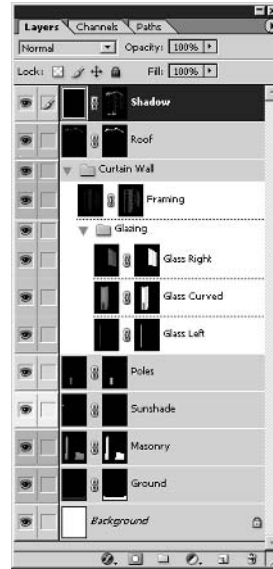 Layers Channels Paths
Normal Opacity: 100%
Lock: Fill: 100%
Shadow
Roof
Curtain Wall
Framing
Glazing
Glass Right
Glass Curved
Glass Left
Poles
Sunshade
Masonry
Ground
Background